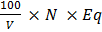 100/V × N × Eq